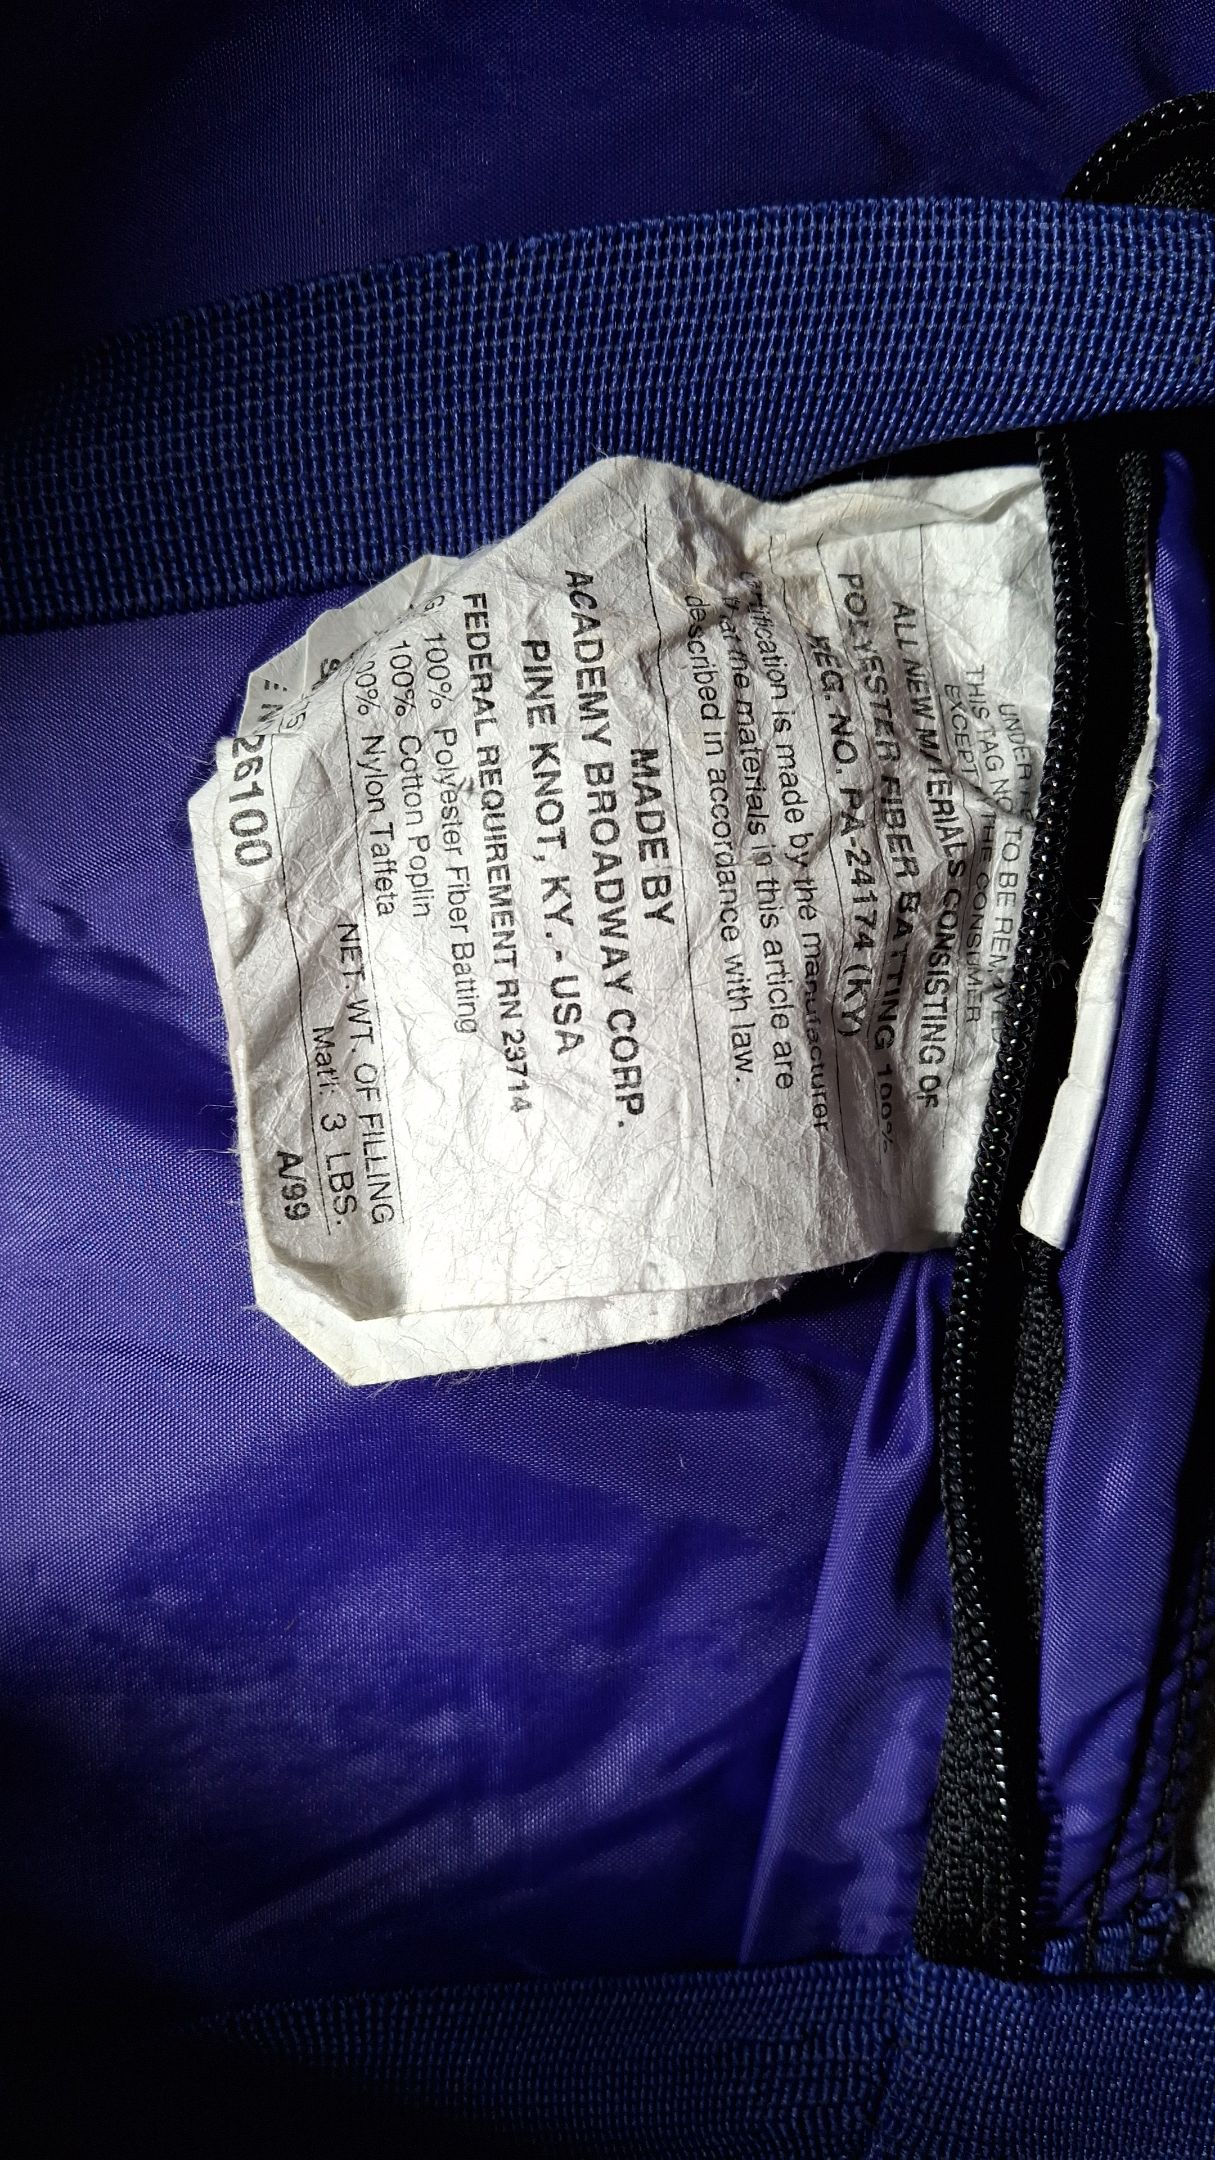 UNDER
THIS TAG NOT TO BE REMOVED
EXCEPT THE CONSUMER
ALL NEW MATERIALS CONSISTING OF
POLYESTER FIBER BATTING 100%
REG. NO. PA-24174 (KY)
is made by the manufacturer
the materials in this article are
described in accordance with law.
MADE BY
ACADEMY BROADWAY CORP.
PINE KNOT, KY. - USA
FEDERAL REQUIREMENT RN 23714
100% Polyester Fiber Batting
100% Cotton Poplin
Nylon Taffeta
NET. WT. OF FILLING
Mat'l: 3 LBS.
26100 A/99